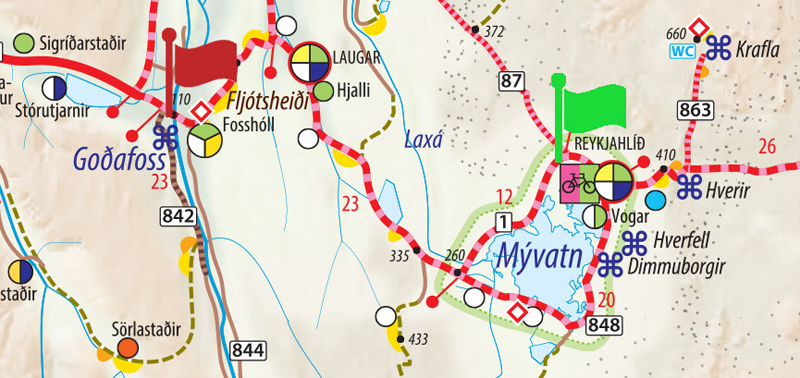 Sigríðarstaðir
ur
Stórutjarnir
110
Goðafoss
23
842
Fosshóll
Fljótsheiði
LAUGAR
Hjalli
Laxá
372
87
660
WC
Krafla
863
REYKJAHLÍÐ
410
26
Hverir
12
1
Vogar
Mývatn
Hverfell
Dimmuborgir
23
335
260
20
848
staðir
Sörlastaðir
844
433